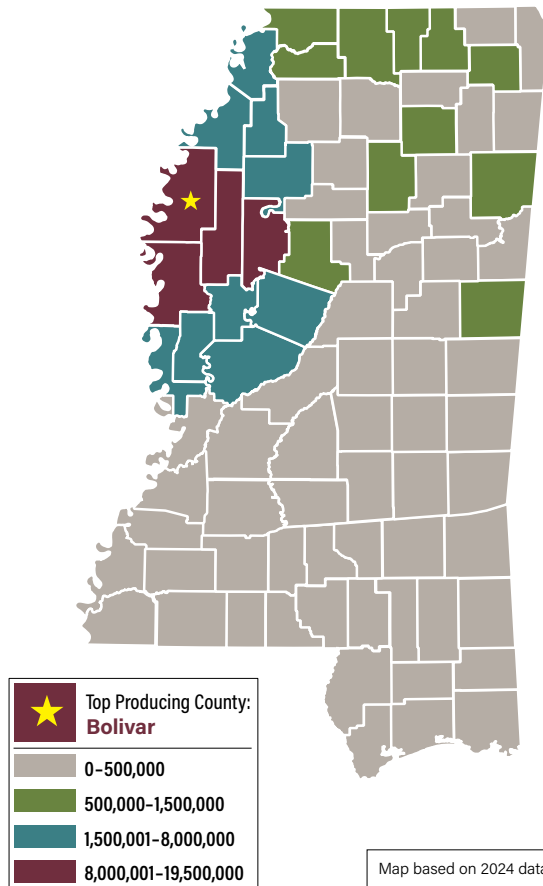 Top Producing County:
Bolivar
0–500,000
500,000–1,500,000
1,500,001–8,000,000
8,000,001–19,500,000
Map based on 2024 data